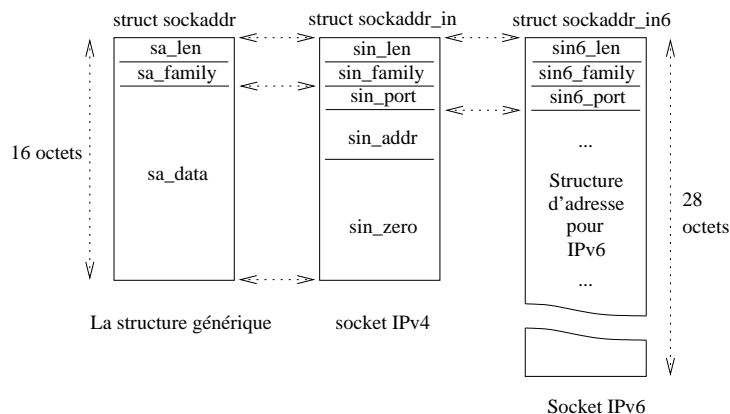 struct sockaddr
struct sockaddr_in
struct sockaddr_in6
sa_len
sin_len
sin6_len
sa_family
sin_family
sin6_family
sin_port
sin6_port
16 octets
sa_data
sin_addr
sin_zero
...
Structure
d'adresse
pour
IPv6
...
28
octets
La structure générique
socket IPv4
Socket IPv6